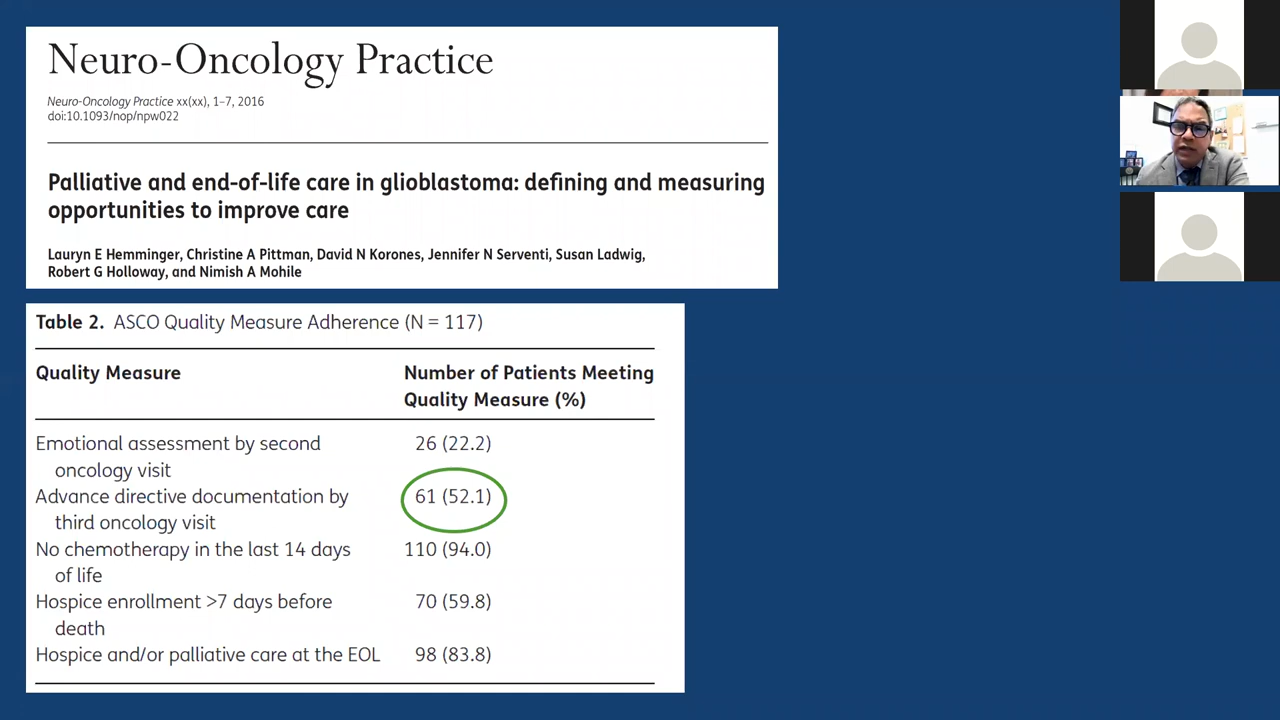 Neuro-Oncology Practice
Neuro-Oncology Practice xx(xx), 1–7, 2016
doi:10.1093/nop/npw022
Palliative and end-of-life care in glioblastoma: defining and measuring
opportunities to improve care
Lauryn E Hemminger, Christine A Pittman, David N Korones, Jennifer N Serventi, Susan Ladwig,
Robert G Holloway, and Nimish A Mohile
Table 2. ASCO Quality Measure Adherence (N = 117)
Quality Measure
Number of Patients Meeting
Quality Measure (%)
Emotional assessment by second
oncology visit
26 (22.2)
Advance directive documentation by
third oncology visit
61 (52.1)
No chemotherapy in the last 14 days
of life
110 (94.0)
Hospice enrollment >7 days before
death
70 (59.8)
Hospice and/or palliative care at the EOL
98 (83.8)